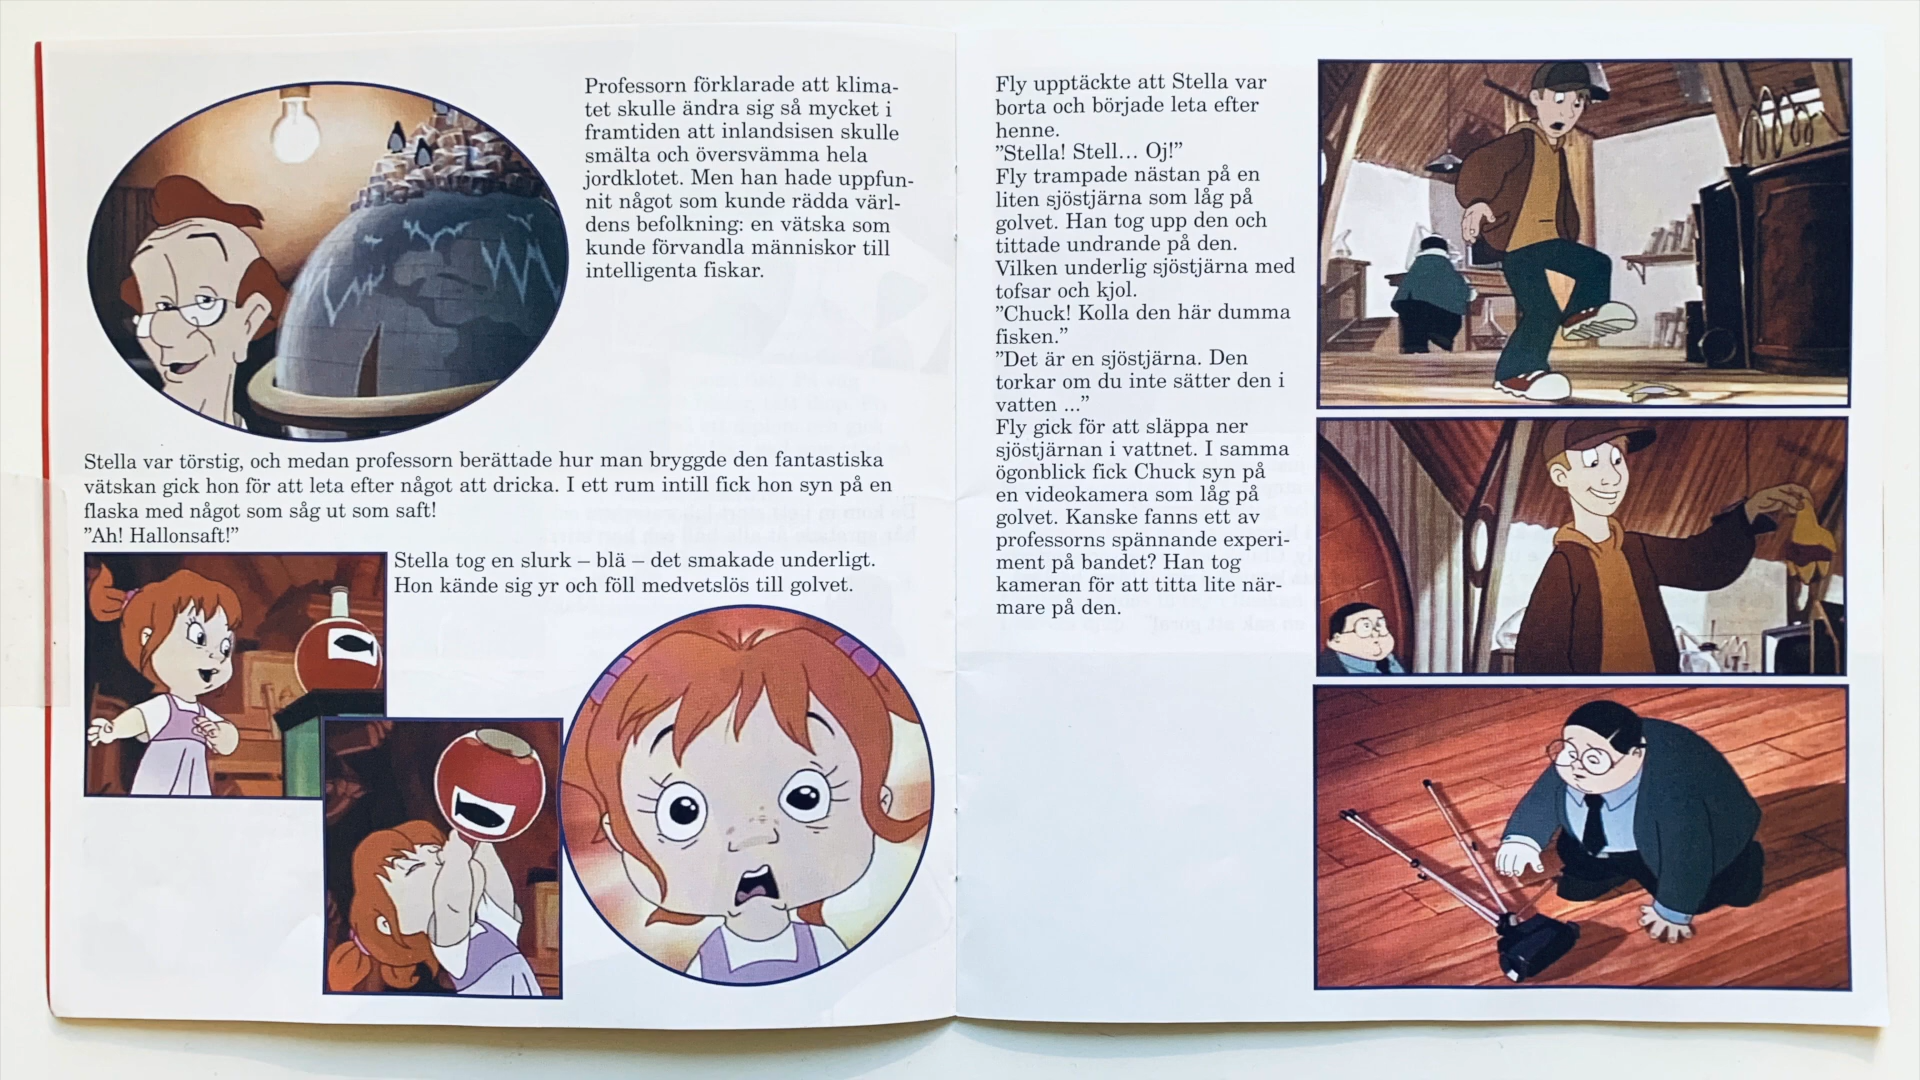 Professorn förklarade att klima-
tet skulle ändra sig så mycket i
framtiden att inlandsisen skulle
smälta och översvämma hela
jordklotet. Men han hade uppfun-
nit något som kunde rädda värl-
dens befolkning: en vätska som
kunde förvandla människor till
intelligenta fiskar.
Stella var törstig, och medan professorn berättade hur man bryggde den fantastiska
vätskan gick hon för att leta efter något att dricka. I ett rum intill fick hon syn på en
flaska med något som såg ut som saft!
”Ah! Hallonsaft!”
Stella tog en slurk – blä – det smakade underligt.
Hon kände sig yr och föll medvetslös till golvet.
Fly upptäckte att Stella var
borta och började leta efter
henne.
”Stella! Stell… Oj!”
Fly trampade nästan på en
liten sjöstjärna som låg på
golvet. Han tog upp den och
tittade undrande på den.
Vilken underlig sjöstjärna med
tofsar och kjol.
”Chuck! Kolla den här dumma
fisken.”
”Det är en sjöstjärna. Den
torkar om du inte sätter den i
vatten ...”
Fly gick för att släppa ner
sjöstjärnan i vattnet. I samma
ögonblick fick Chuck syn på
en videokamera som låg på
golvet. Kanske fanns ett av
professorns spännande experi-
ment på bandet? Han tog
kameran för att titta lite när-
mare på den.